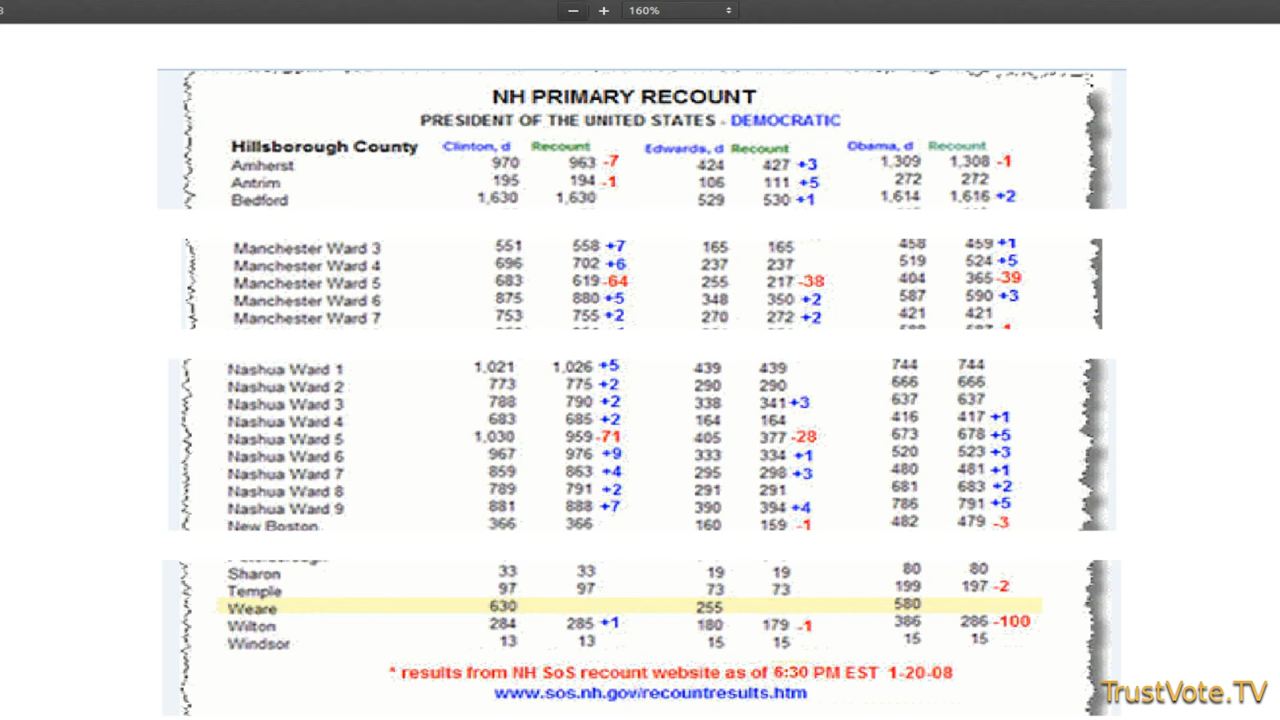 3
− + 160%
NH PRIMARY RECOUNT
PRESIDENT OF THE UNITED STATES - DEMOCRATIC
Hillsborough County Clinton, d Recount Edwards, d Recount Obama, d Recount
Amherst 970 963 -7 424 427 +3 1,309 1,308 -1
Antrim 195 194 -1 106 111 +5 272 272
Bedford 1,630 1,630 529 530 +1 1,614 1,616 +2
Manchester Ward 3 551 558 +7 165 165 458 459 +1
Manchester Ward 4 696 702 +6 237 237 519 524 +5
Manchester Ward 5 683 619 -64 255 217 -38 404 365 -39
Manchester Ward 6 875 880 +5 348 350 +2 587 590 +3
Manchester Ward 7 753 755 +2 270 272 +2 421 421
Nashua Ward 1 1,021 1,026 +5 439 439 744 744
Nashua Ward 2 773 775 +2 290 290 666 666
Nashua Ward 3 788 790 +2 338 341 +3 637 637
Nashua Ward 4 683 685 +2 164 164 416 417 +1
Nashua Ward 5 1,030 959 -71 405 377 -28 673 678 +5
Nashua Ward 6 967 976 +9 333 334 +1 520 523 +3
Nashua Ward 7 859 863 +4 295 298 +3 480 481 +1
Nashua Ward 8 789 791 +2 291 291 681 683 +2
Nashua Ward 9 881 888 +7 390 394 +4 786 791 +5
New Boston 366 366 160 159 -1 482 479 -3
Sharon 33 33 19 19 80 80
Temple 97 97 73 73 199 197 -2
Weare 630 255 580
Wilton 284 285 +1 180 179 -1 386 286 -100
Windsor 13 13 15 15 15 15
* results from NH SoS recount website as of 6:30 PM EST 1-20-08
www.sos.nh.gov/recountresults.htm
TrustVote.TV